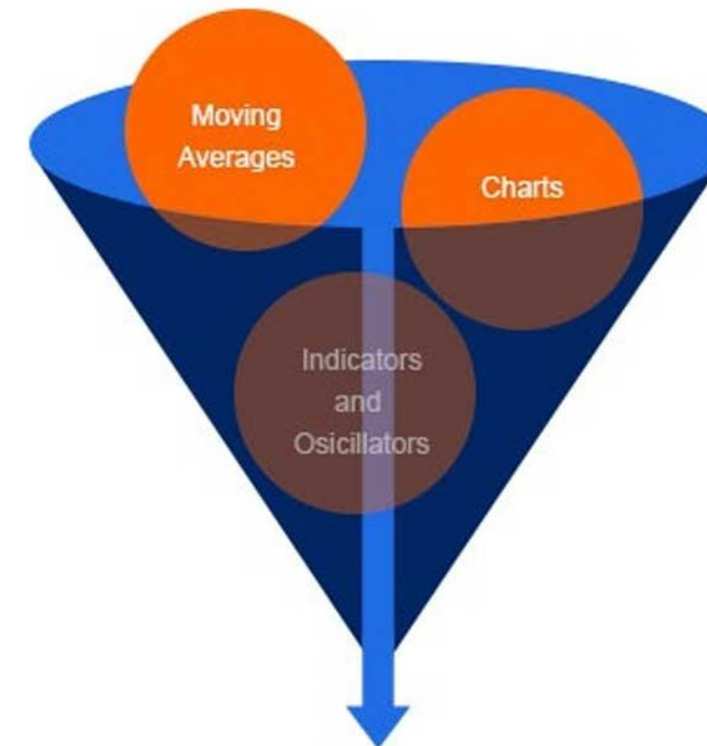 Moving
Averages
Charts
Indicators
and
Osicillators